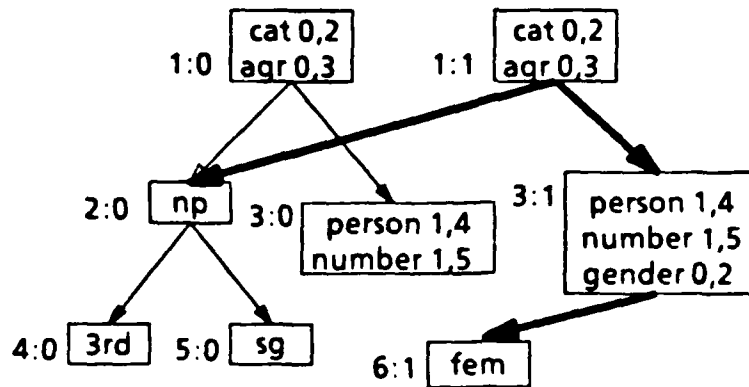 1:0
cat 0,2
agr 0,3
1:1
cat 0,2
agr 0,3
2:0
np
3:0
person 1,4
number 1,5
3:1
person 1,4
number 1,5
gender 0,2
4:0
3rd
5:0
sg
6:1
fem